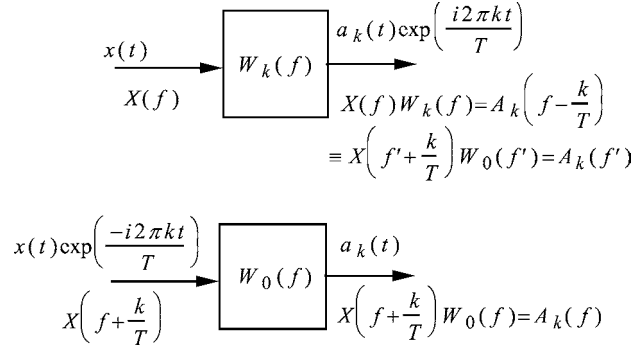 x(t)
X(f)
W_k(f)
a_k(t)exp(i2πkt/T)
X(f)W_k(f)=A_k(f-k/T)
≡ X(f'+k/T)W_0(f')=A_k(f')
x(t)exp(-i2πkt/T)
X(f+k/T)
W_0(f)
a_k(t)
X(f+k/T)W_0(f)=A_k(f)